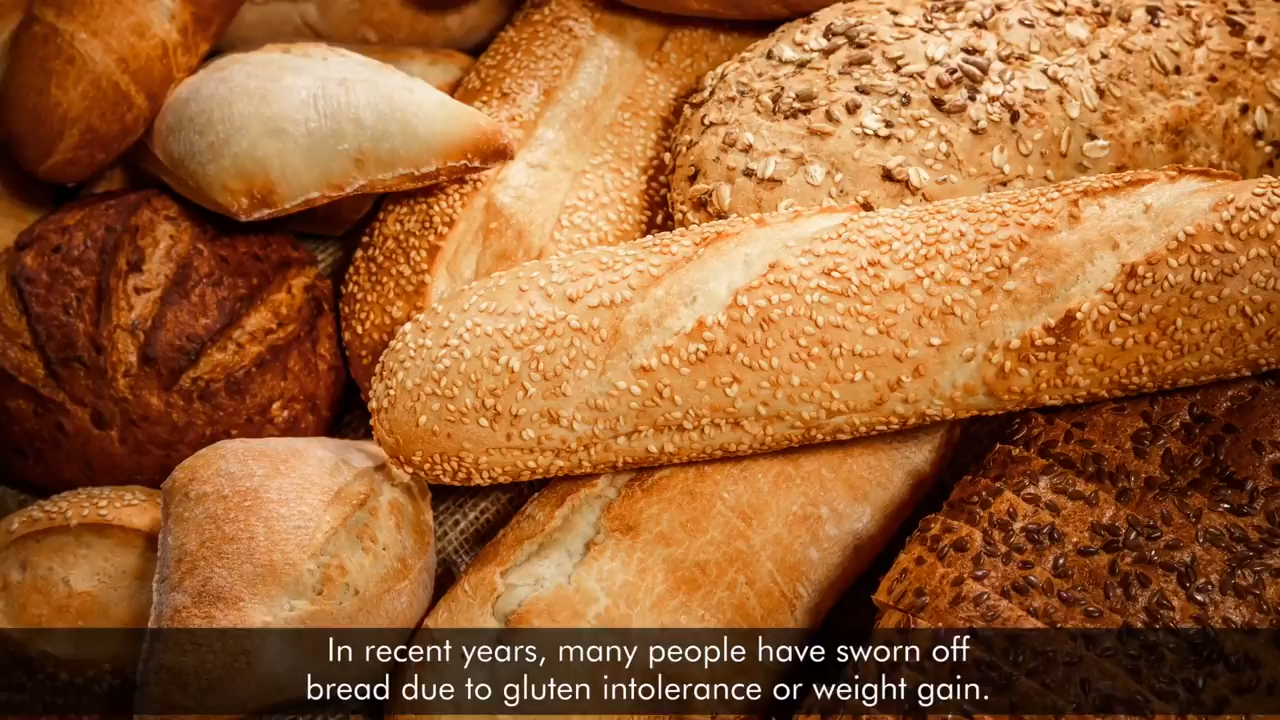 In recent years, many people have sworn off
bread due to gluten intolerance or weight gain.